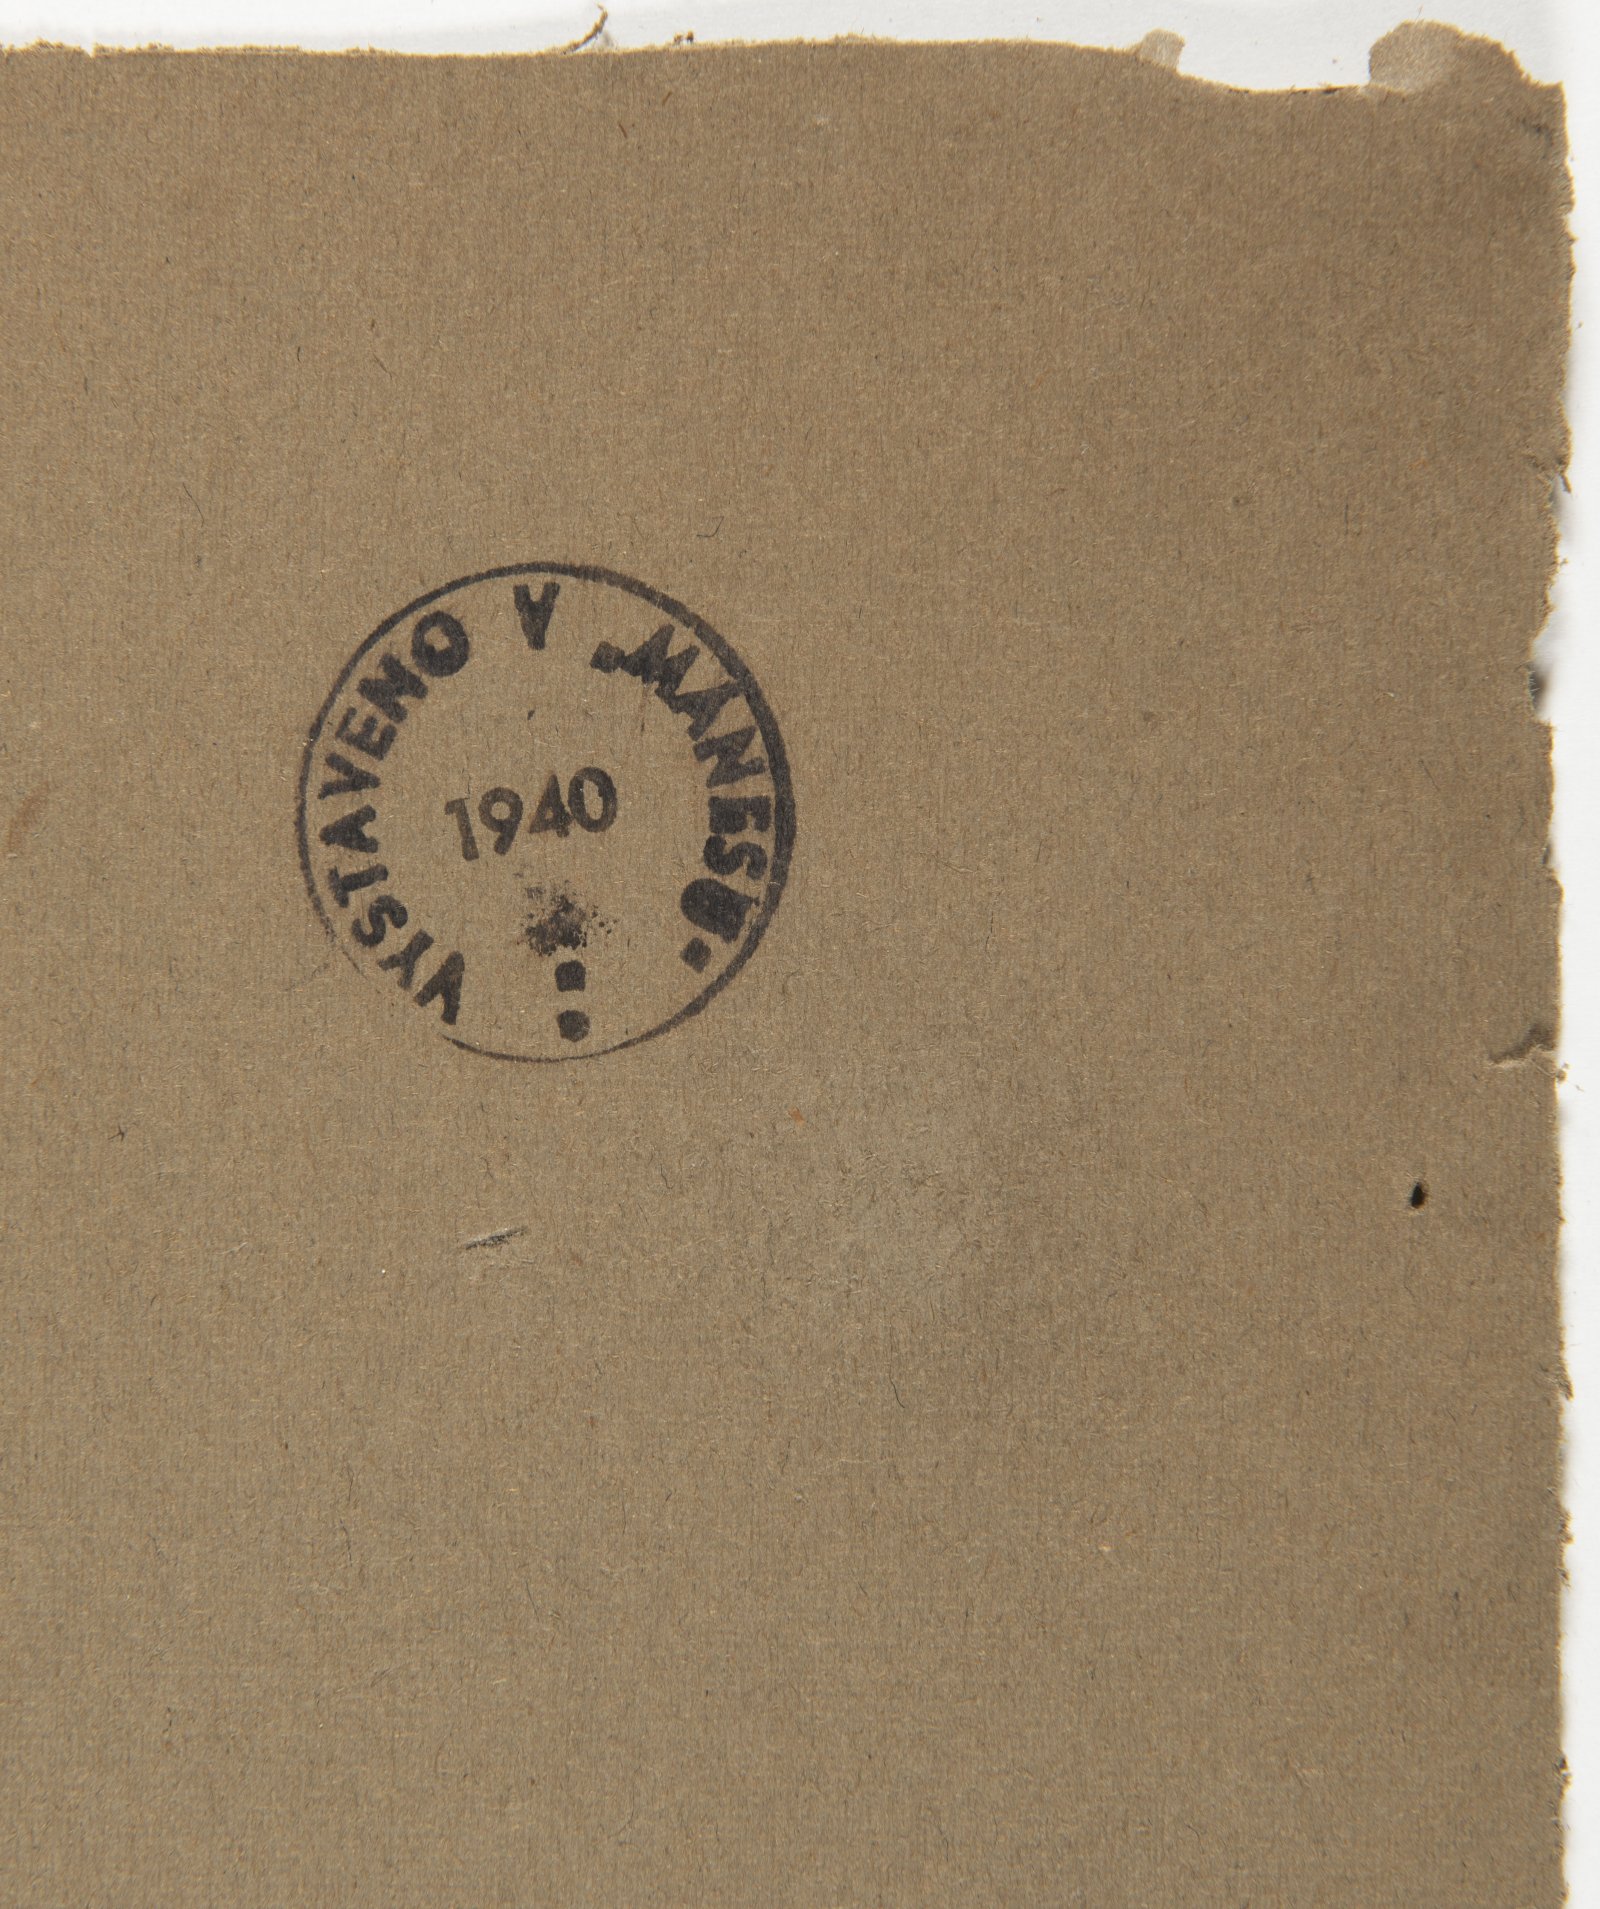 VYSTAVENO V „MÁNESU“
1940